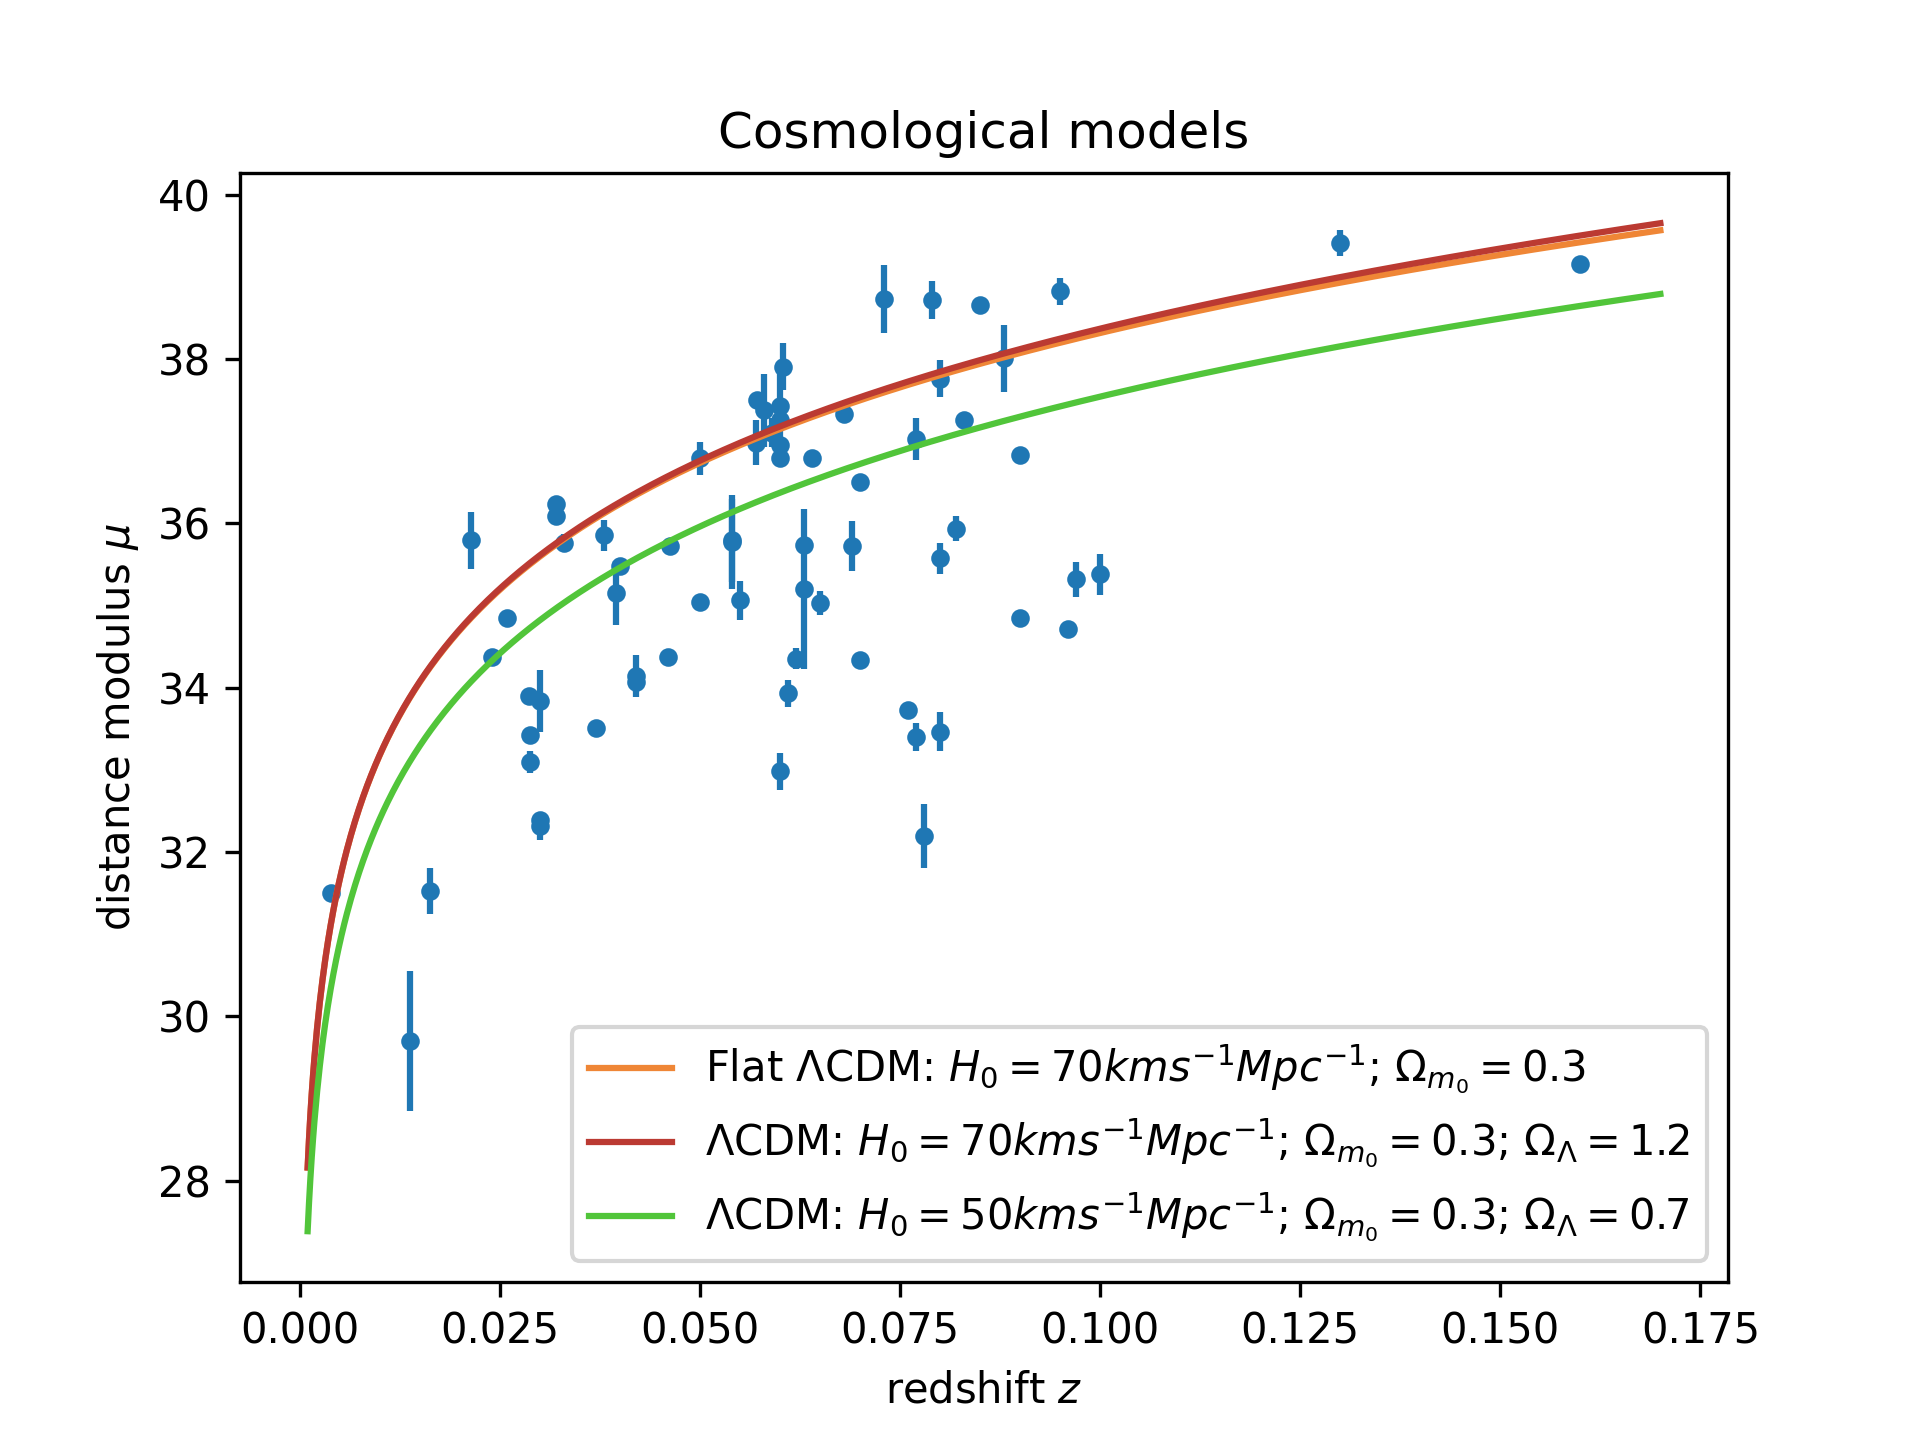 Cosmological models
40
38
36
34
32
30
28
distance modulus μ
Flat ΛCDM: H₀ = 70kms⁻¹Mpc⁻¹; Ωₘ₀ = 0.3
ΛCDM: H₀ = 70kms⁻¹Mpc⁻¹; Ωₘ₀ = 0.3; Ω_Λ = 1.2
ΛCDM: H₀ = 50kms⁻¹Mpc⁻¹; Ωₘ₀ = 0.3; Ω_Λ = 0.7
0.000 0.025 0.050 0.075 0.100 0.125 0.150 0.175
redshift z